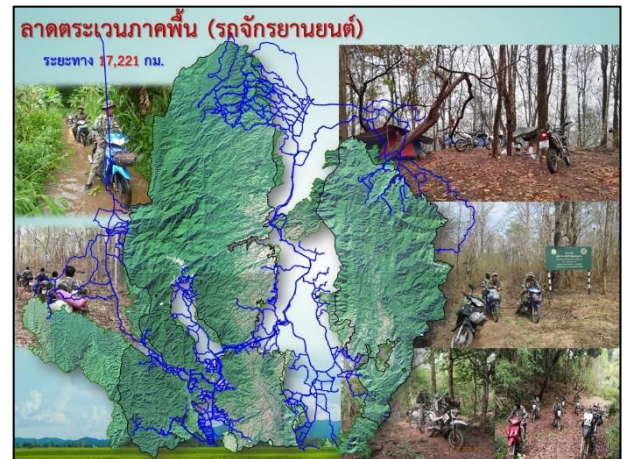 ลาดตระเวนภาคพื้น (รถจักรยานยนต์)
ระยะทาง 17,221 กม.